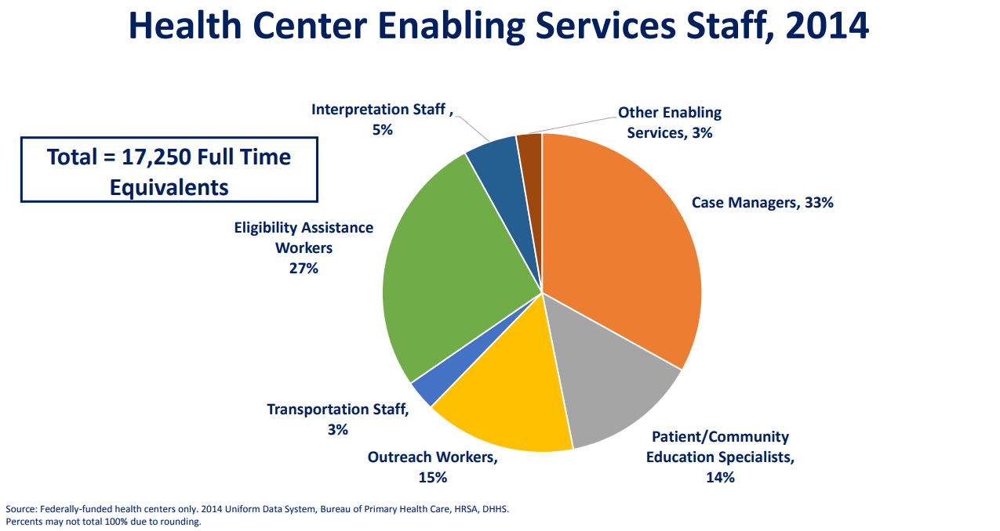 Health Center Enabling Services Staff, 2014
Interpretation Staff ,
5%
Other Enabling
Services, 3%
Total = 17,250 Full Time
Equivalents
Case Managers, 33%
Eligibility Assistance
Workers
27%
Transportation Staff,
3%
Outreach Workers,
15%
Patient/Community
Education Specialists,
14%
Source: Federally-funded health centers only. 2014 Uniform Data System, Bureau of Primary Health Care, HRSA, DHHS.
Percents may not total 100% due to rounding.